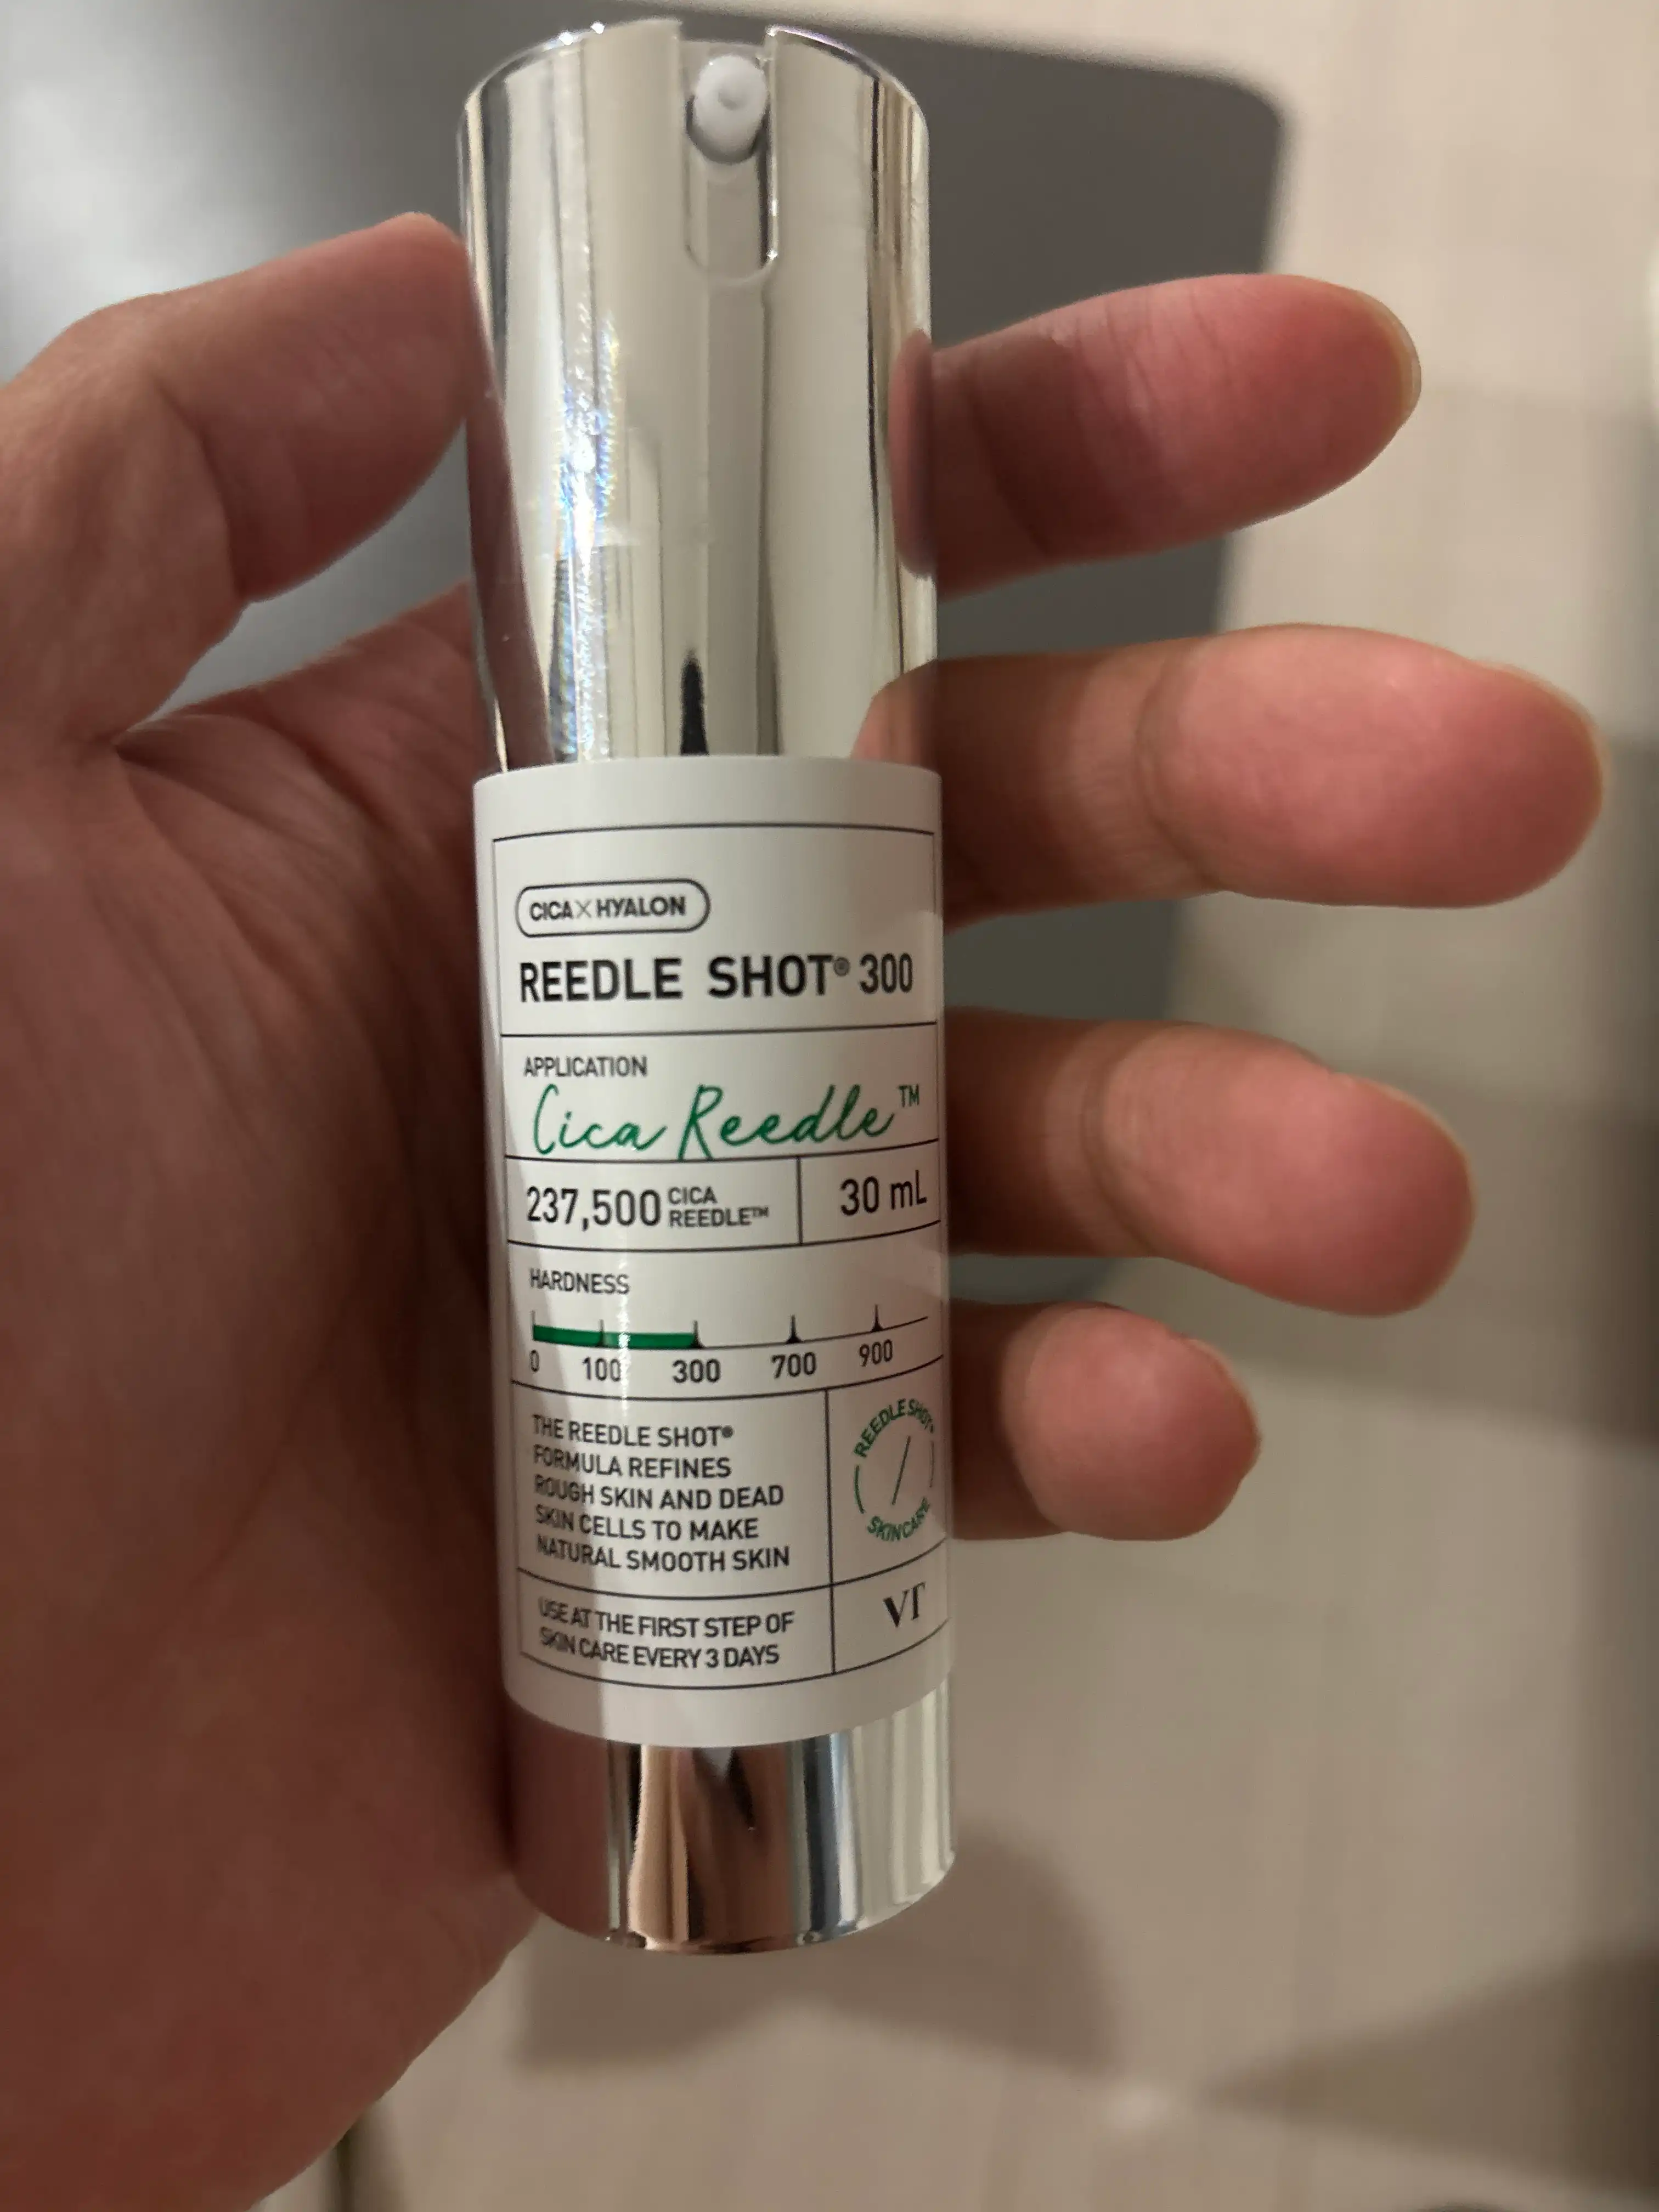 CICA×HYALON
REEDLE SHOT® 300
APPLICATION
Cica Reedle™
237,500 CICA REEDLE™ 30 mL
HARDNESS
0 100 300 700 900
THE REEDLE SHOT®
FORMULA REFINES
ROUGH SKIN AND DEAD
SKIN CELLS TO MAKE
NATURAL SMOOTH SKIN
REEDLE SHOT®
SKINCARE
USE AT THE FIRST STEP OF
SKIN CARE EVERY 3 DAYS
VT